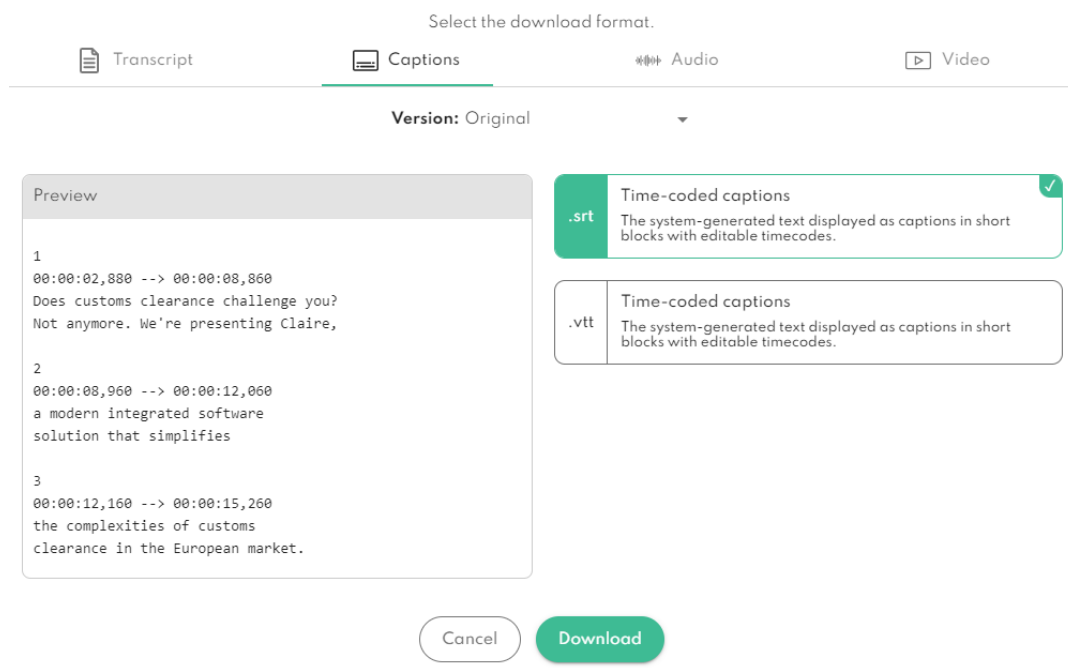 Select the download format.
Transcript
Captions
Audio
Video
Version: Original
Preview
1
00:00:02,880 --> 00:00:08,860
Does customs clearance challenge you?
Not anymore. We're presenting Claire,
2
00:00:08,960 --> 00:00:12,060
a modern integrated software
solution that simplifies
3
00:00:12,160 --> 00:00:15,260
the complexities of customs
clearance in the European market.
.srt
Time-coded captions
The system-generated text displayed as captions in short
blocks with editable timecodes.
.vtt
Time-coded captions
The system-generated text displayed as captions in short
blocks with editable timecodes.
Cancel
Download